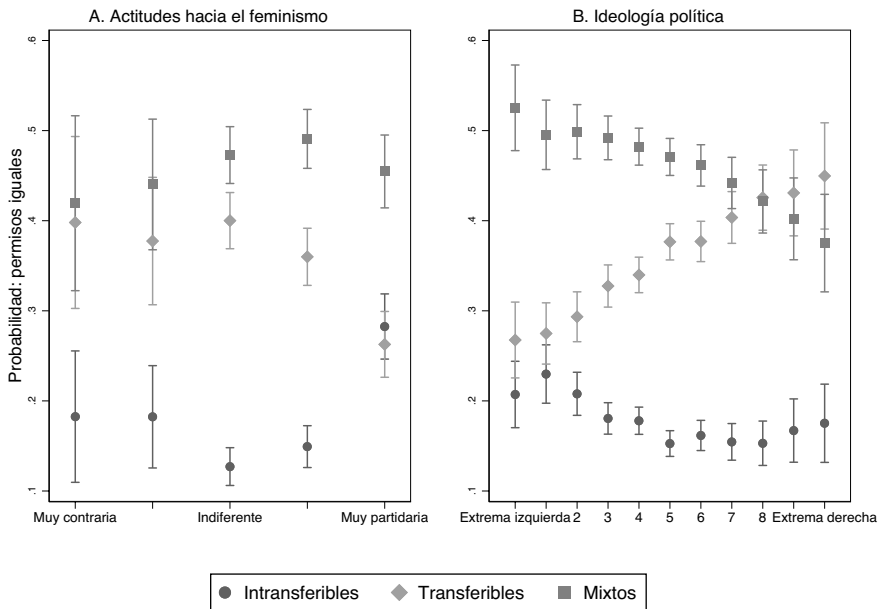 A. Actitudes hacia el feminismo
B. Ideología política
Probabilidad: permisos iguales
.6
.5
.4
.3
.2
.1
Muy contraria
Indiferente
Muy partidaria
.6
.5
.4
.3
.2
.1
Extrema izquierda 2 3 4 5 6 7 8 Extrema derecha
Intransferibles Transferibles Mixtos